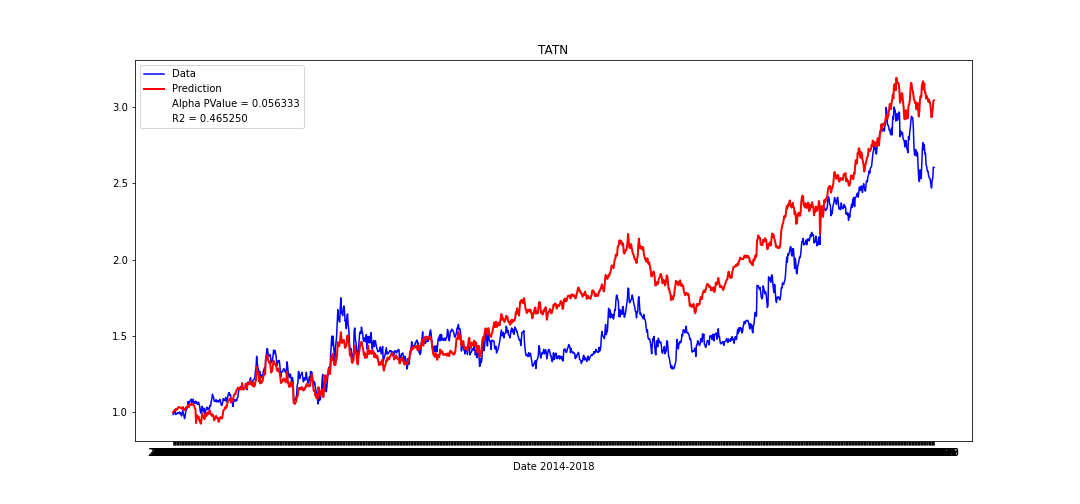 TATN
Data
Prediction
Alpha PValue = 0.056333
R2 = 0.465250
3.0
2.5
2.0
1.5
1.0
Date 2014-2018